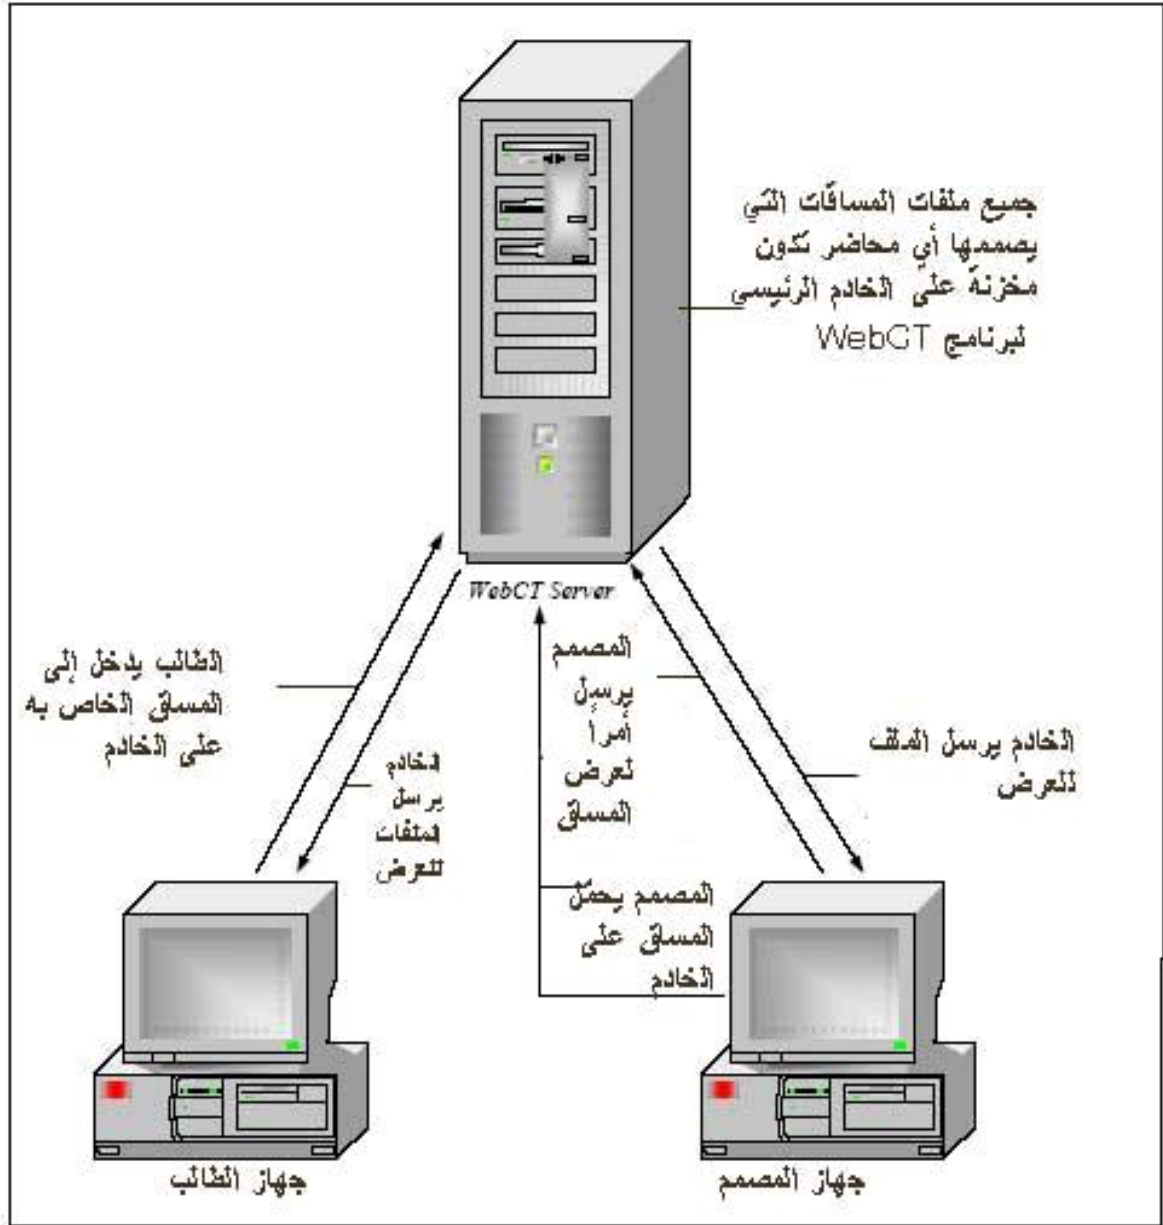 جميع ملفات المساقات التي
يصممها أي محاضر تكون
مخزنة على الخادم الرئيسي
لبرنامج WebCT
WebCT Server
الطالب يدخل إلى
المساق الخاص به
على الخادم
الخادم
يرسل
الملفات
للعرض
المصمم
يرسل
أمراً
لعرض
المساق
الخادم يرسل الملف
للعرض
المصمم يحمّل
المساق على
الخادم
جهاز الطالب
جهاز المصمم